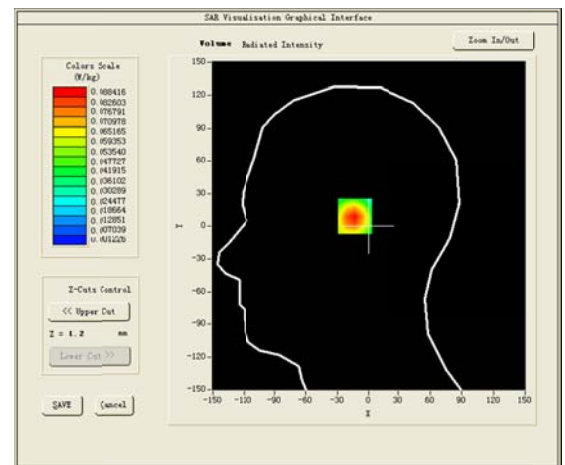 SAR Visualisation Graphical Interface
Volume Radiated Intensity
Zoom In/Out
Colors Scale
(W/kg)
0.088416
0.082603
0.076791
0.070978
0.065165
0.059353
0.053540
0.047727
0.041915
0.036102
0.030289
0.024477
0.018664
0.012851
0.007039
0.001226
Z-Cuts Control
<< Upper Cut
Z = 1.2 mm
Lower Cut >>
SAVE
Cancel
150
120
90
60
30
0
-30
-60
-90
-120
-150
Y
-150 -120 -90 -60 -30 0 30 60 90 120 150
X